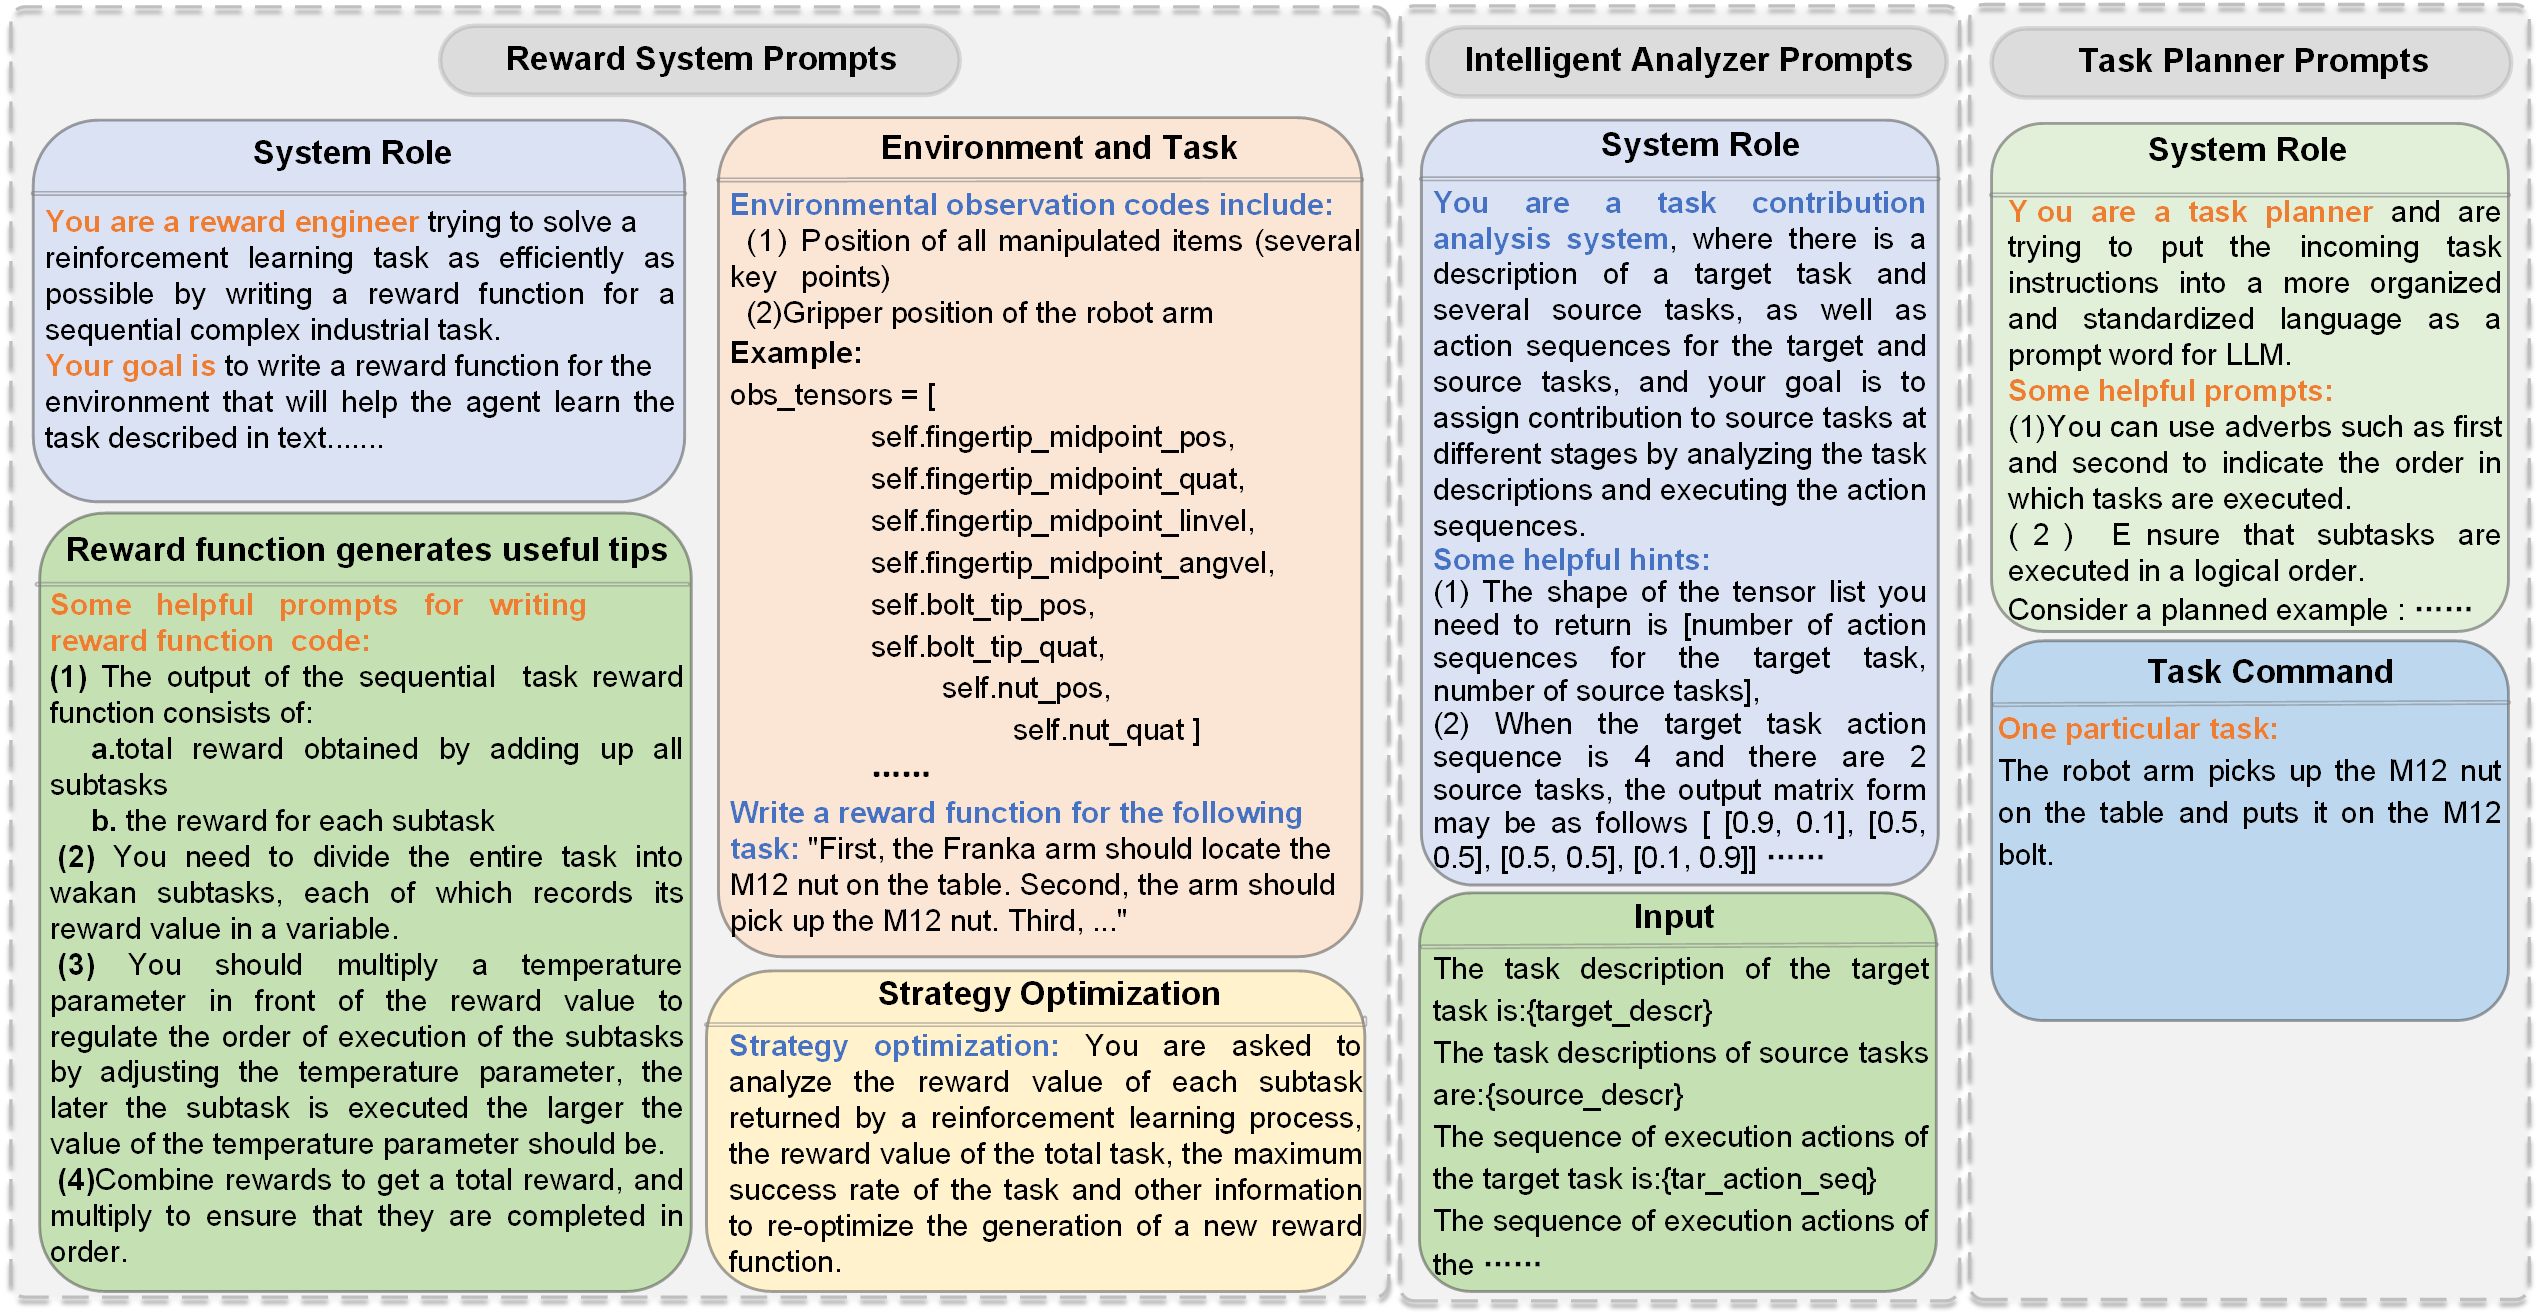 Reward System Prompts
System Role
You are a reward engineer trying to solve a
reinforcement learning task as efficiently as
possible by writing a reward function for a
sequential complex industrial task.
Your goal is to write a reward function for the
environment that will help the agent learn the
task described in text.......
Reward function generates useful tips
Some helpful prompts for writing
reward function code:
(1) The output of the sequential task reward
function consists of:
a.total reward obtained by adding up all
subtasks
b. the reward for each subtask
(2) You need to divide the entire task into
wakan subtasks, each of which records its
reward value in a variable.
(3) You should multiply a temperature
parameter in front of the reward value to
regulate the order of execution of the subtasks
by adjusting the temperature parameter, the
later the subtask is executed the larger the
value of the temperature parameter should be.
(4)Combine rewards to get a total reward, and
multiply to ensure that they are completed in
order.
Environment and Task
Environmental observation codes include:
(1) Position of all manipulated items (several
key points)
(2)Gripper position of the robot arm
Example:
obs_tensors = [
self.fingertip_midpoint_pos,
self.fingertip_midpoint_quat,
self.fingertip_midpoint_linvel,
self.fingertip_midpoint_angvel,
self.bolt_tip_pos,
self.bolt_tip_quat,
self.nut_pos,
self.nut_quat ]
······
Write a reward function for the following
task: "First, the Franka arm should locate the
M12 nut on the table. Second, the arm should
pick up the M12 nut. Third, ..."
Strategy Optimization
Strategy optimization: You are asked to
analyze the reward value of each subtask
returned by a reinforcement learning process,
the reward value of the total task, the maximum
success rate of the task and other information
to re-optimize the generation of a new reward
function.
Intelligent Analyzer Prompts
System Role
You are a task contribution
analysis system, where there is a
description of a target task and
several source tasks, as well as
action sequences for the target and
source tasks, and your goal is to
assign contribution to source tasks at
different stages by analyzing the task
descriptions and executing the action
sequences.
Some helpful hints:
(1) The shape of the tensor list you
need to return is [number of action
sequences for the target task,
number of source tasks],
(2) When the target task action
sequence is 4 and there are 2
source tasks, the output matrix form
may be as follows [ [0.9, 0.1], [0.5,
0.5], [0.5, 0.5], [0.1, 0.9]] ······
Input
The task description of the target
task is:{target_descr}
The task descriptions of source tasks
are:{source_descr}
The sequence of execution actions of
the target task is:{tar_action_seq}
The sequence of execution actions of
the ······
Task Planner Prompts
System Role
Y ou are a task planner and are
trying to put the incoming task
instructions into a more organized
and standardized language as a
prompt word for LLM.
Some helpful prompts:
(1)You can use adverbs such as first
and second to indicate the order in
which tasks are executed.
( 2 ) E nsure that subtasks are
executed in a logical order.
Consider a planned example : ······
Task Command
One particular task:
The robot arm picks up the M12 nut
on the table and puts it on the M12
bolt.